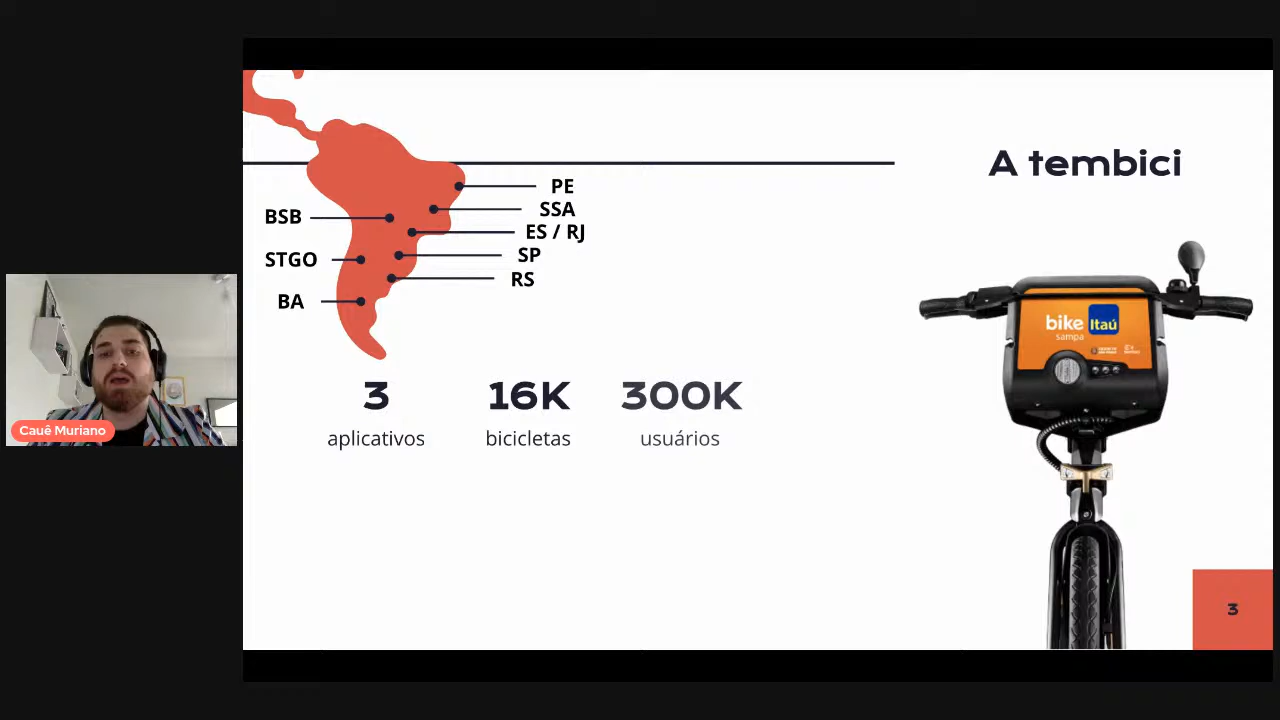 A tembici
PE
SSA
BSB
ES / RJ
SP
STGO
RS
BA
bike Itaú
sampa
3
16K
300K
aplicativos
bicicletas
usuários
Cauê Muriano
3